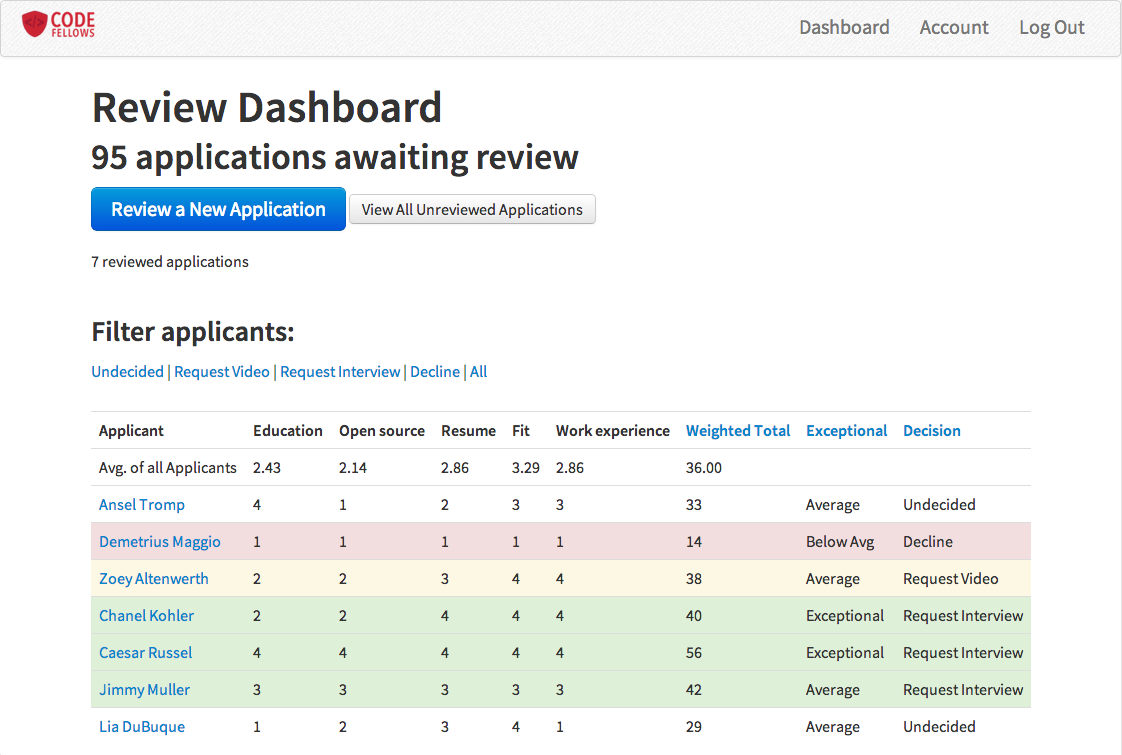 CODE
FELLOWS
Dashboard Account Log Out
Review Dashboard
95 applications awaiting review
Review a New Application View All Unreviewed Applications
7 reviewed applications
Filter applicants:
Undecided | Request Video | Request Interview | Decline | All
Applicant Education Open source Resume Fit Work experience Weighted Total Exceptional Decision
Avg. of all Applicants 2.43 2.14 2.86 3.29 2.86 36.00
Ansel Tromp 4 1 2 3 3 33 Average Undecided
Demetrius Maggio 1 1 1 1 1 14 Below Avg Decline
Zoey Altenwerth 2 2 3 4 4 38 Average Request Video
Chanel Kohler 2 2 4 4 4 40 Exceptional Request Interview
Caesar Russel 4 4 4 4 4 56 Exceptional Request Interview
Jimmy Muller 3 3 3 3 3 42 Average Request Interview
Lia DuBuque 1 2 3 4 1 29 Average Undecided